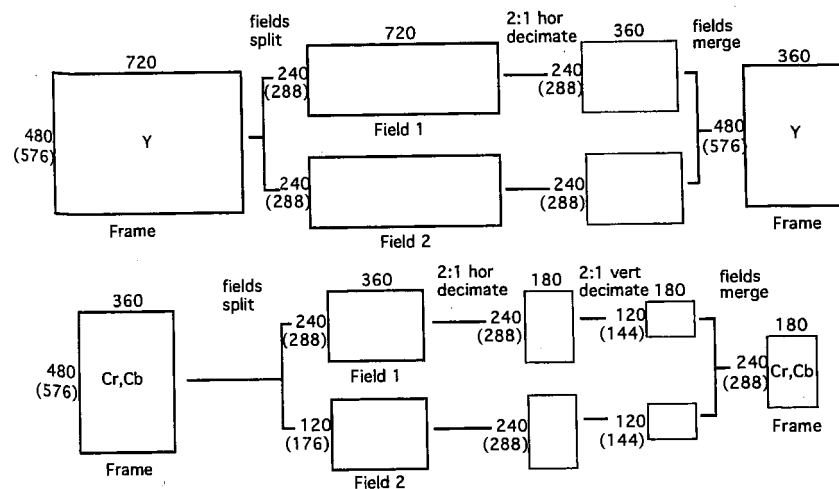 fields
split
720
2:1 hor
decimate
360
fields
merge
720
360
240
(288)
240
(288)
480
(576)
Y
Field 1
480
(576)
Y
240
(288)
240
(288)
Frame
Field 2
Frame
fields
split
360
2:1 hor
decimate
180
2:1 vert
decimate
180
fields
merge
360
180
240
(288)
240
(288)
120
(144)
480
(576)
Cr,Cb
Field 1
240
(288)
Cr,Cb
120
(176)
240
(288)
120
(144)
Frame
Field 2
Frame